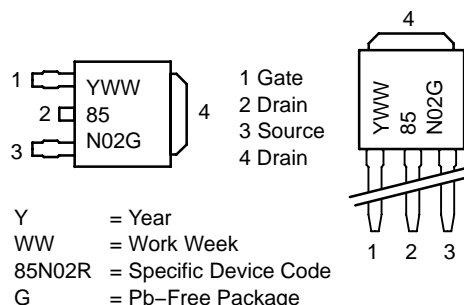 4
1
YWW
2
85
4
3
N02G
1 Gate
2 Drain
3 Source
4 Drain
YWW
85
N02G
1 2 3
Y = Year
WW = Work Week
85N02R = Specific Device Code
G = Pb−Free Package